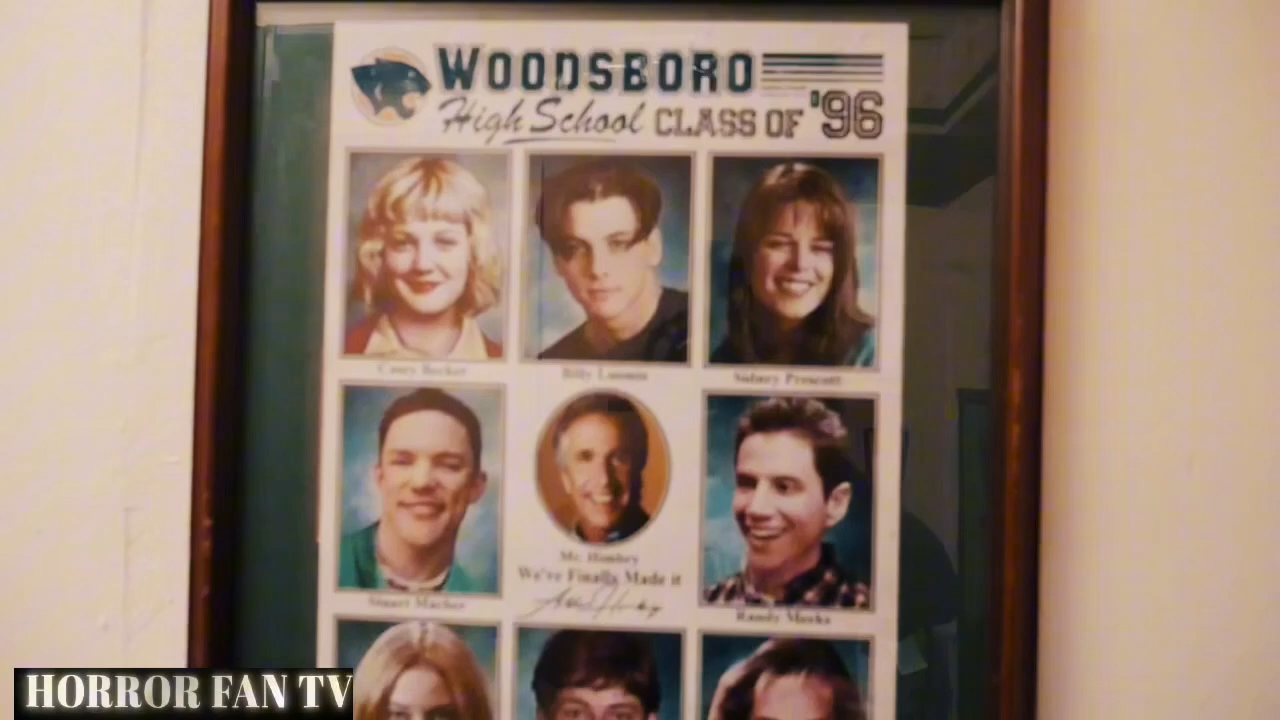 WOODSBORO
High School CLASS OF '96
Casey Becker Billy Loomis Sidney Prescott
Mr. Himbry
We've Finally Made it
Stuart Macher Randy Meeks
HORROR FAN TV